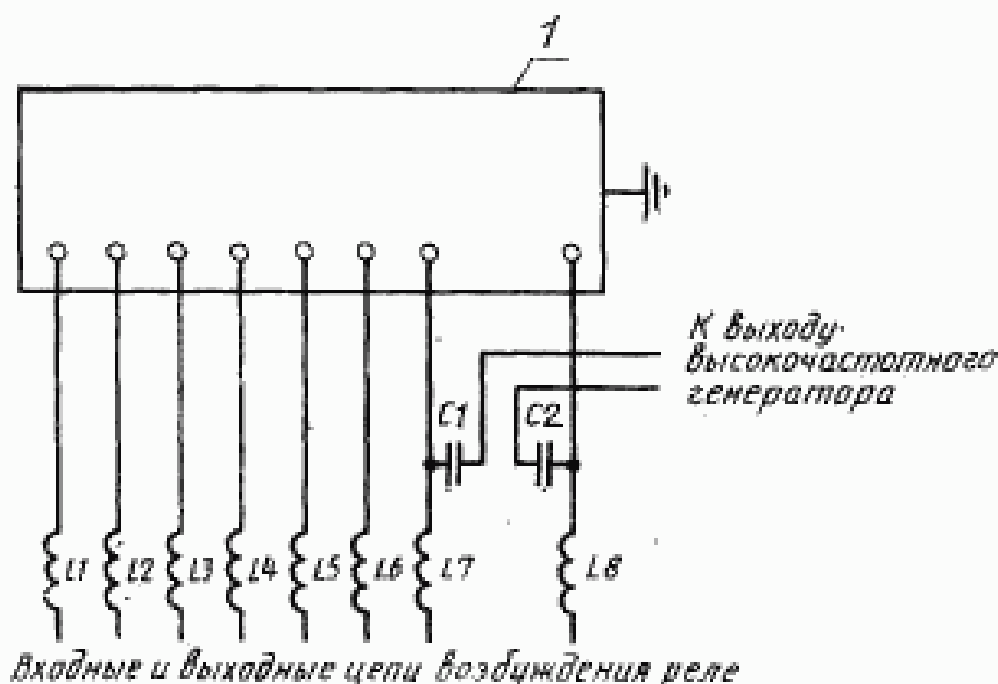 1
К выходу
высокочастотного
генератора
C1 C2
L1 L2 L3 L4 L5 L6 L7 L8
Входные и выходные цепи возбуждения реле